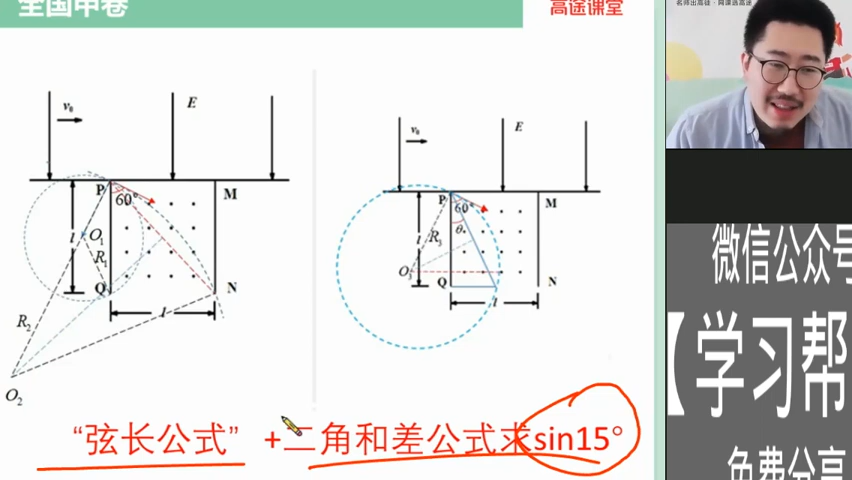 全国甲卷
高途课堂
名师出高徒·网课选高途
v₀
E
P
M
60°
l
O₁
R₁
Q
N
l
R₂
O₂
v₀
E
P
M
60°
θ
l
R₃
O₃
Q
N
l
“弦长公式” +二角和差公式求sin15°
微信公众号
【学习帮
免费分享